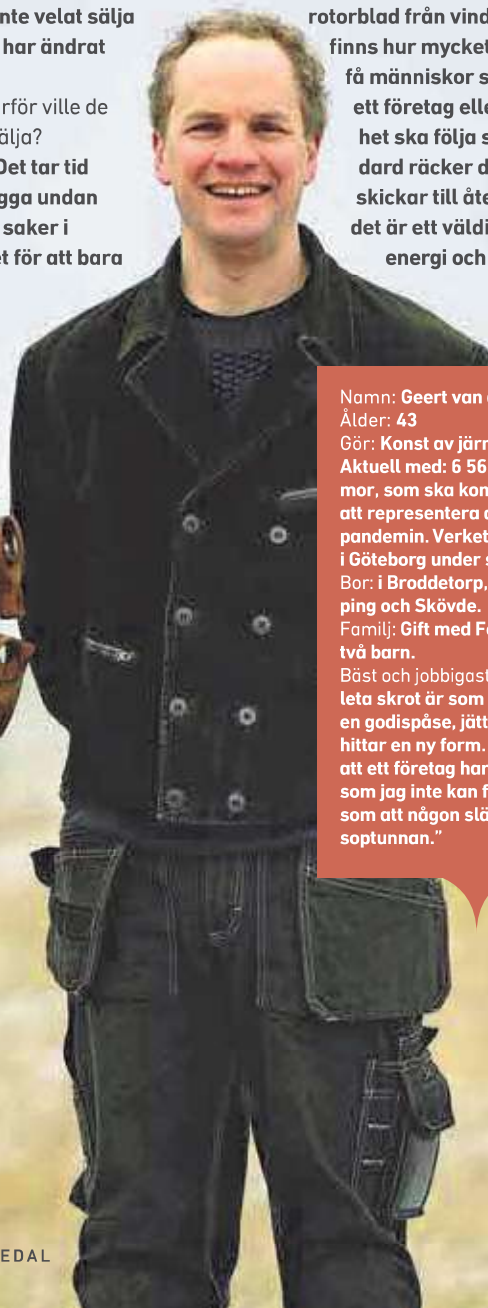 nte velat sälja
har ändrat
rför ville de
älja?
Det tar tid
gga undan
saker i
et för att bara
rotorblad från vind
finns hur mycket
få människor s
ett företag elle
het ska följa s
dard räcker d
skickar till åte
det är ett väldi
energi och
Namn: Geert van
Ålder: 43
Gör: Konst av järn
Aktuell med: 6 56
mor, som ska kon
att representera
pandemin. Verket
i Göteborg under s
Bor: i Broddetorp,
ping och Skövde.
Familj: Gift med Fe
två barn.
Bäst och jobbigast
leta skrot är som
en godispåse, jätt
hittar en ny form.
att ett företag har
som jag inte kan f
som att någon slä
soptunnan.”
EDAL